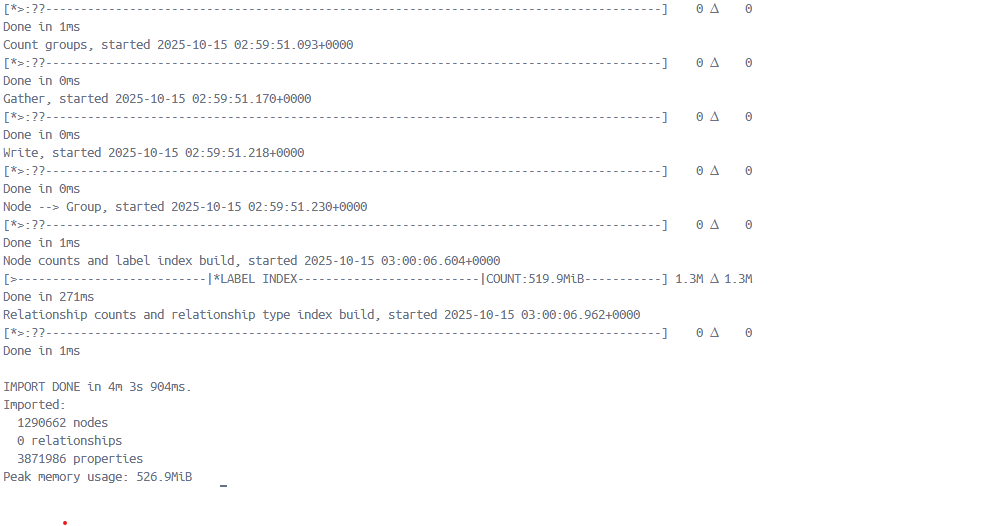 [*>:??----------------------------------------------------------------------------------------] 0 Δ 0
Done in 1ms
Count groups, started 2025-10-15 02:59:51.093+0000
[*>:??----------------------------------------------------------------------------------------] 0 Δ 0
Done in 0ms
Gather, started 2025-10-15 02:59:51.170+0000
[*>:??----------------------------------------------------------------------------------------] 0 Δ 0
Done in 0ms
Write, started 2025-10-15 02:59:51.218+0000
[*>:??----------------------------------------------------------------------------------------] 0 Δ 0
Done in 0ms
Node --> Group, started 2025-10-15 02:59:51.230+0000
[*>:??----------------------------------------------------------------------------------------] 0 Δ 0
Done in 1ms
Node counts and label index build, started 2025-10-15 03:00:06.604+0000
[>---------------------------|*LABEL INDEX--------------------------|COUNT:519.9MiB-----------] 1.3M Δ 1.3M
Done in 271ms
Relationship counts and relationship type index build, started 2025-10-15 03:00:06.962+0000
[*>:??----------------------------------------------------------------------------------------] 0 Δ 0
Done in 1ms
IMPORT DONE in 4m 3s 904ms.
Imported:
1290662 nodes
0 relationships
3871986 properties
Peak memory usage: 526.9MiB